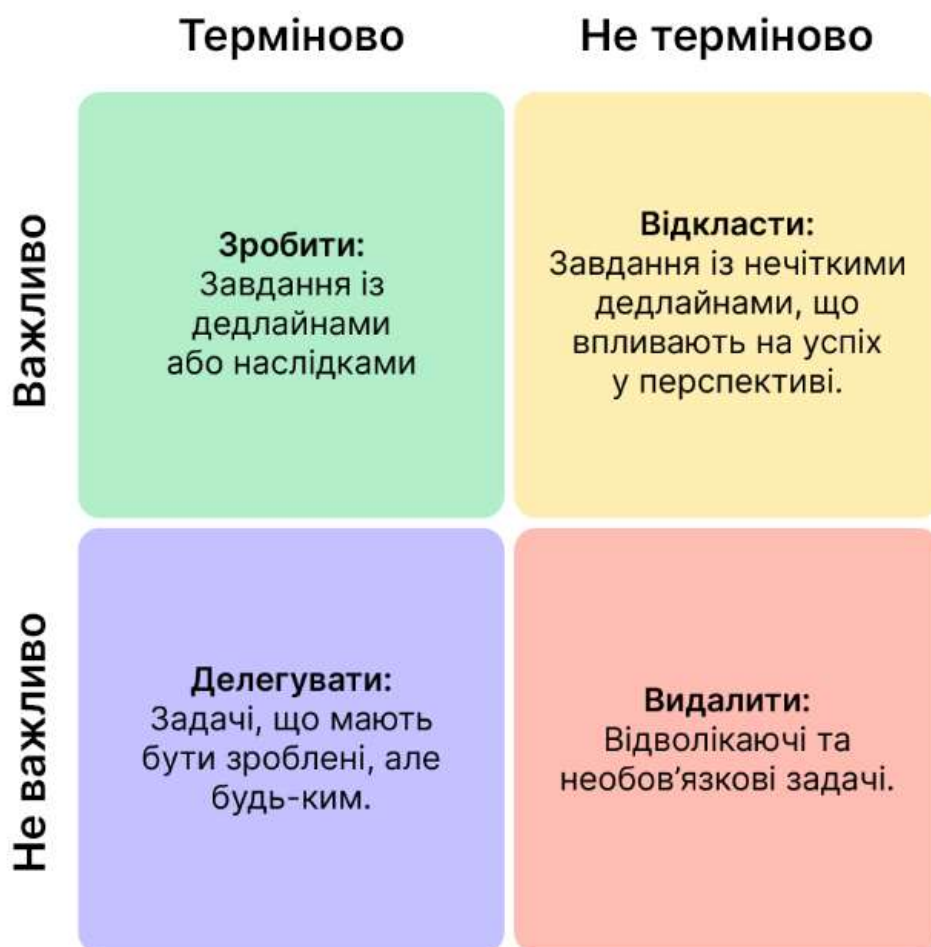 Терміново
Не терміново
Важливо
Зробити:
Завдання із
дедлайнами
або наслідками
Відкласти:
Завдання із нечіткими
дедлайнами, що
впливають на успіх
у перспективі.
Не важливо
Делегувати:
Задачі, що мають
бути зроблені, але
будь-ким.
Видалити:
Відволікаючі та
необов’язкові задачі.